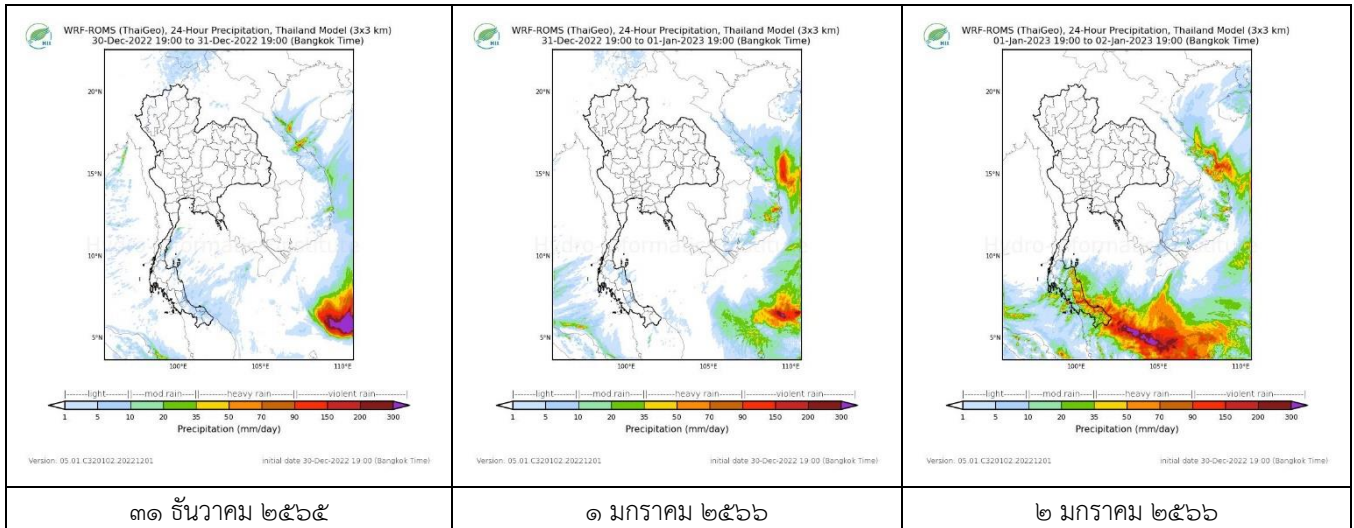 WRF-ROMS (ThaiGeo), 24-Hour Precipitation, Thailand Model (3x3 km)
30-Dec-2022 19:00 to 31-Dec-2022 19:00 (Bangkok Time)
20°N
15°N
10°N
5°N
100°E
105°E
110°E
|------light------||----mod.rain----||--------heavy rain--------||------violent rain------|
1 5 10 20 35 50 70 90 150 200 300
Precipitation (mm/day)
Version: 05.01.C320102.20221201
initial date 30-Dec-2022 19:00 (Bangkok Time)
๓๑ ธันวาคม ๒๕๖๕
WRF-ROMS (ThaiGeo), 24-Hour Precipitation, Thailand Model (3x3 km)
31-Dec-2022 19:00 to 01-Jan-2023 19:00 (Bangkok Time)
20°N
15°N
10°N
5°N
100°E
105°E
110°E
|------light------||----mod.rain----||--------heavy rain--------||------violent rain------|
1 5 10 20 35 50 70 90 150 200 300
Precipitation (mm/day)
Version: 05.01.C320102.20221201
initial date 30-Dec-2022 19:00 (Bangkok Time)
๑ มกราคม ๒๕๖๖
WRF-ROMS (ThaiGeo), 24-Hour Precipitation, Thailand Model (3x3 km)
01-Jan-2023 19:00 to 02-Jan-2023 19:00 (Bangkok Time)
20°N
15°N
10°N
5°N
100°E
105°E
110°E
|------light------||----mod.rain----||--------heavy rain--------||------violent rain------|
1 5 10 20 35 50 70 90 150 200 300
Precipitation (mm/day)
Version: 05.01.C320102.20221201
initial date 30-Dec-2022 19:00 (Bangkok Time)
๒ มกราคม ๒๕๖๖